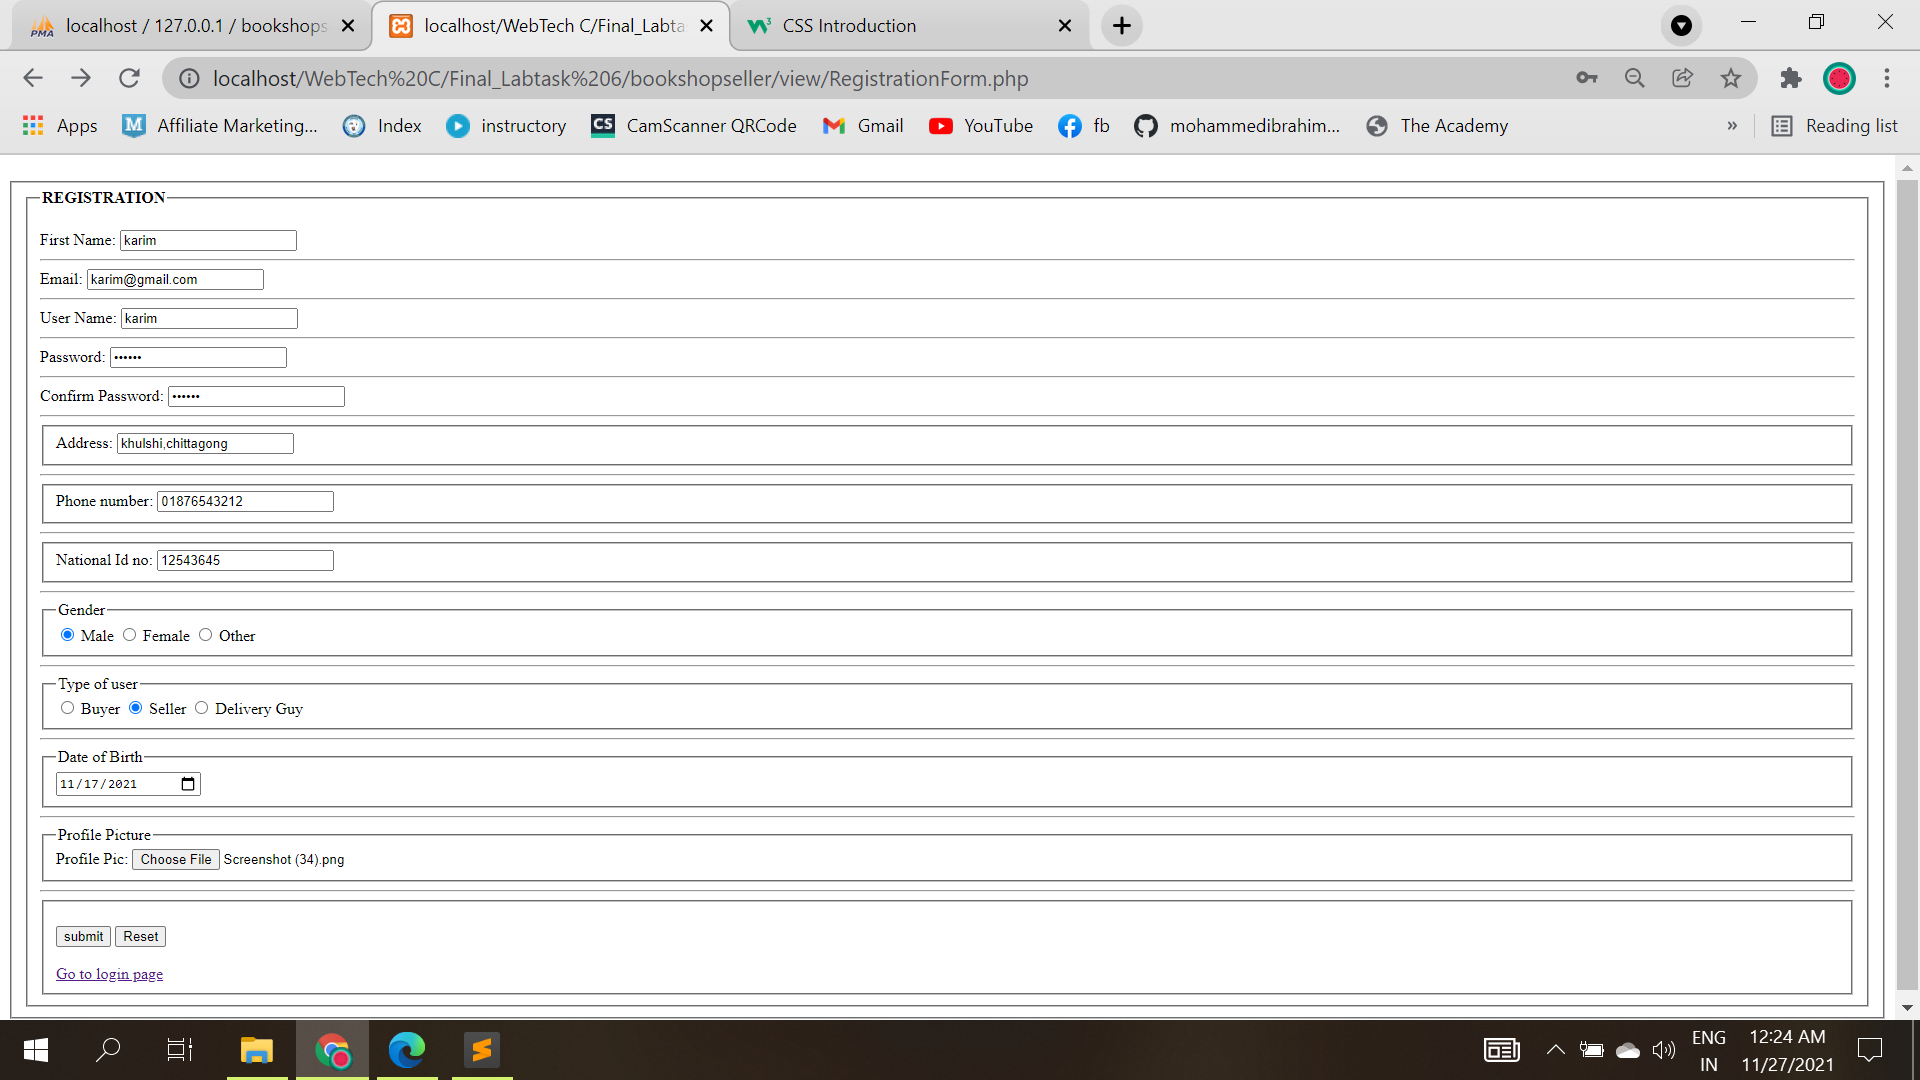 localhost / 127.0.0.1 / bookshops
localhost/WebTech C/Final_Labta
CSS Introduction
localhost/WebTech%20C/Final_Labtask%206/bookshopseller/view/RegistrationForm.php
Apps
Affiliate Marketing...
Index
instructory
CS CamScanner QRCode
Gmail
YouTube
fb
mohammedibrahim...
The Academy
»
Reading list
REGISTRATION
First Name: karim
Email: karim@gmail.com
User Name: karim
Password: ••••••
Confirm Password: ••••••
Address: khulshi,chittagong
Phone number: 01876543212
National Id no: 12543645
Gender
Male Female Other
Type of user
Buyer Seller Delivery Guy
Date of Birth
11/17/2021
Profile Picture
Profile Pic: Choose File Screenshot (34).png
submit Reset
Go to login page
ENG
IN
12:24 AM
11/27/2021